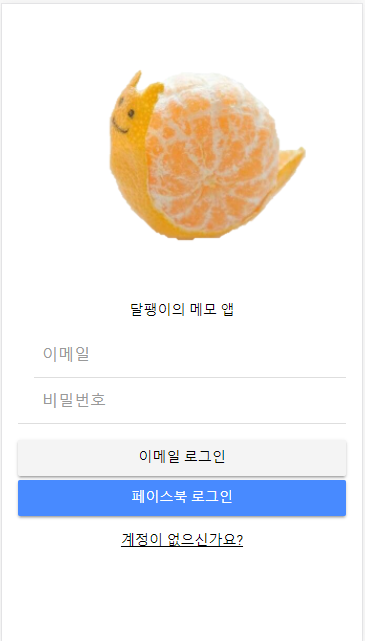 달팽이의 메모 앱
이메일
비밀번호
이메일 로그인
페이스북 로그인
계정이 없으신가요?